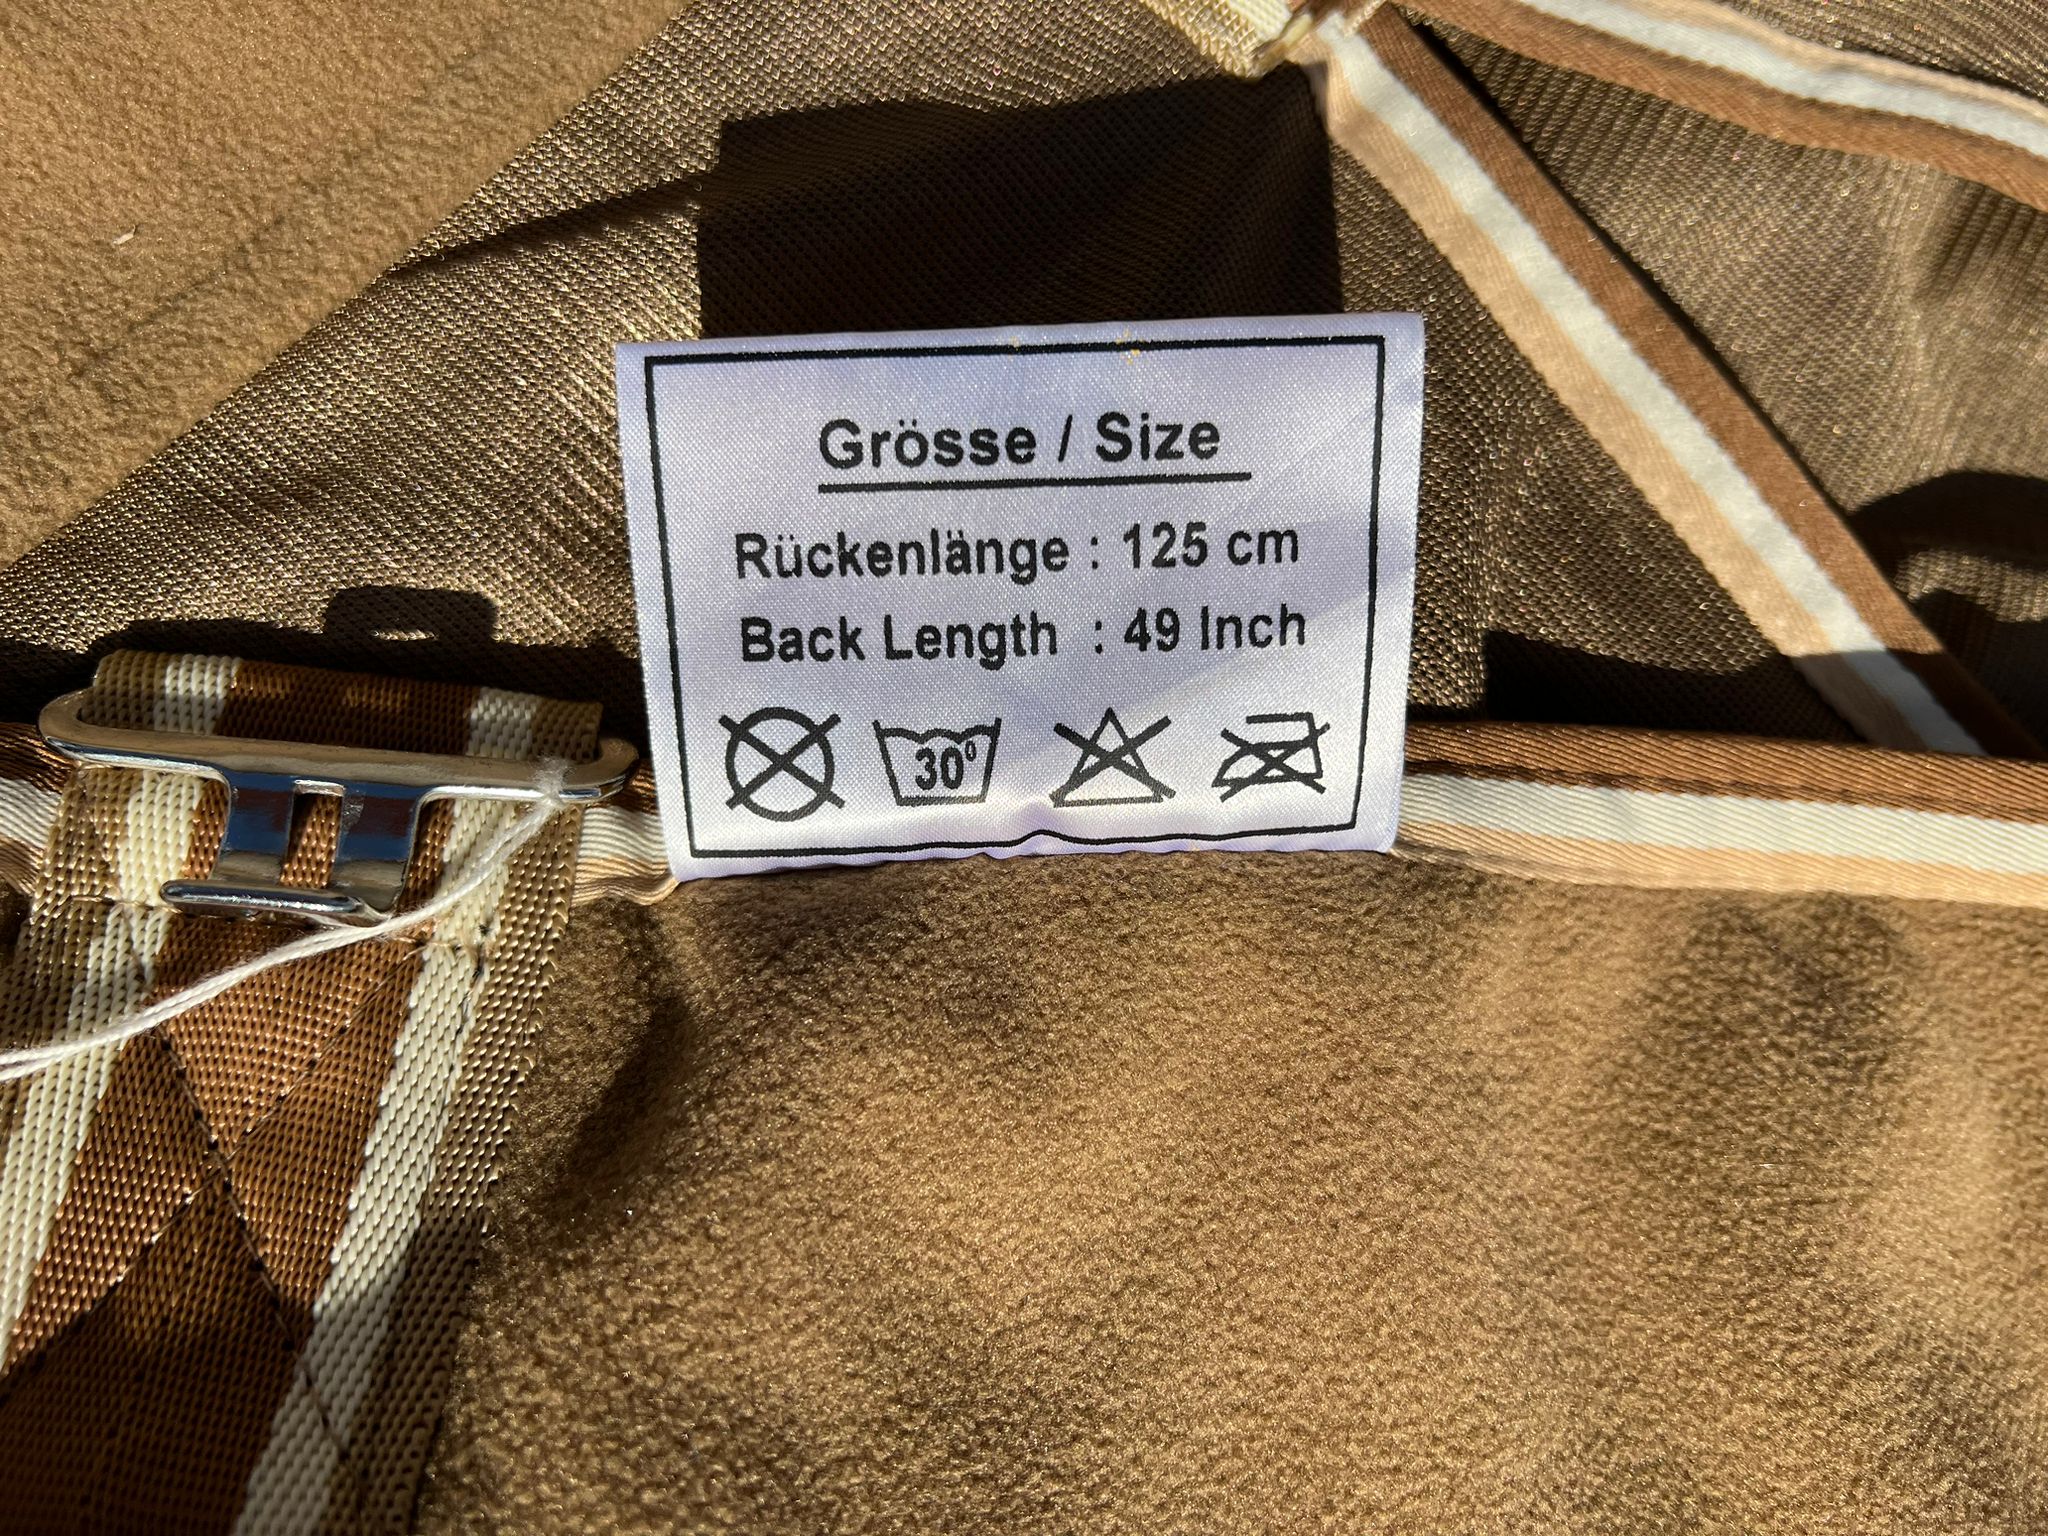 Grösse / Size
Rückenlänge : 125 cm
Back Length : 49 Inch
30°